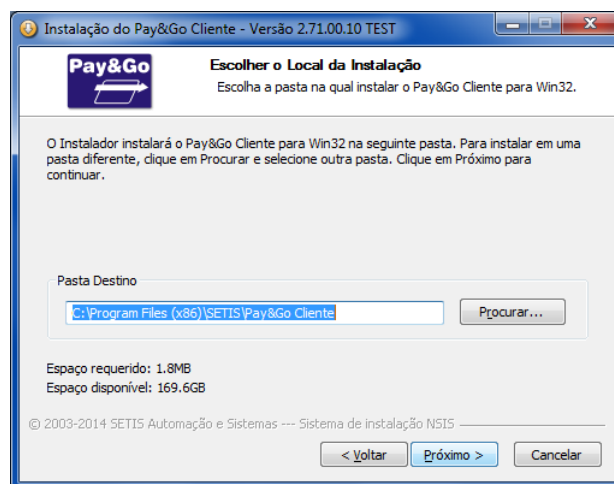 Instalação do Pay&Go Cliente - Versão 2.71.00.10 TEST
Pay&Go
Escolher o Local da Instalação
Escolha a pasta na qual instalar o Pay&Go Cliente para Win32.
O Instalador instalará o Pay&Go Cliente para Win32 na seguinte pasta. Para instalar em uma
pasta diferente, clique em Procurar e selecione outra pasta. Clique em Próximo para
continuar.
Pasta Destino
C:\Program Files (x86)\SETIS\Pay&Go Cliente
Procurar...
Espaço requerido: 1.8MB
Espaço disponível: 169.6GB
© 2003-2014 SETIS Automação e Sistemas --- Sistema de instalação NSIS
< Voltar
Próximo >
Cancelar